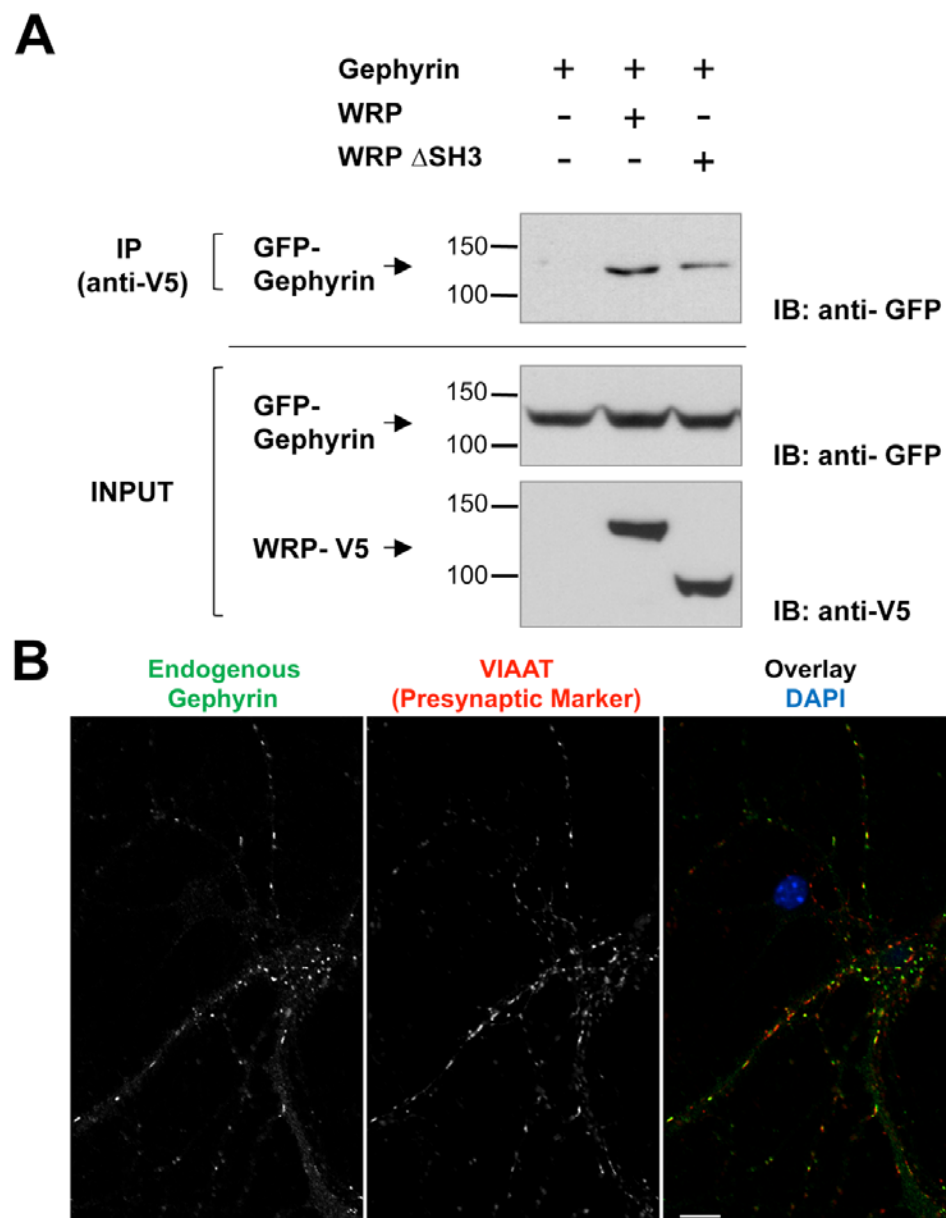 A
Gephyrin + + +
WRP - + -
WRP ΔSH3 - - +
IP
(anti-V5)
GFP-
Gephyrin
150
100
IB: anti- GFP
INPUT
GFP-
Gephyrin
150
100
IB: anti- GFP
WRP- V5
150
100
IB: anti-V5
B
Endogenous
Gephyrin
VIAAT
(Presynaptic Marker)
Overlay
DAPI